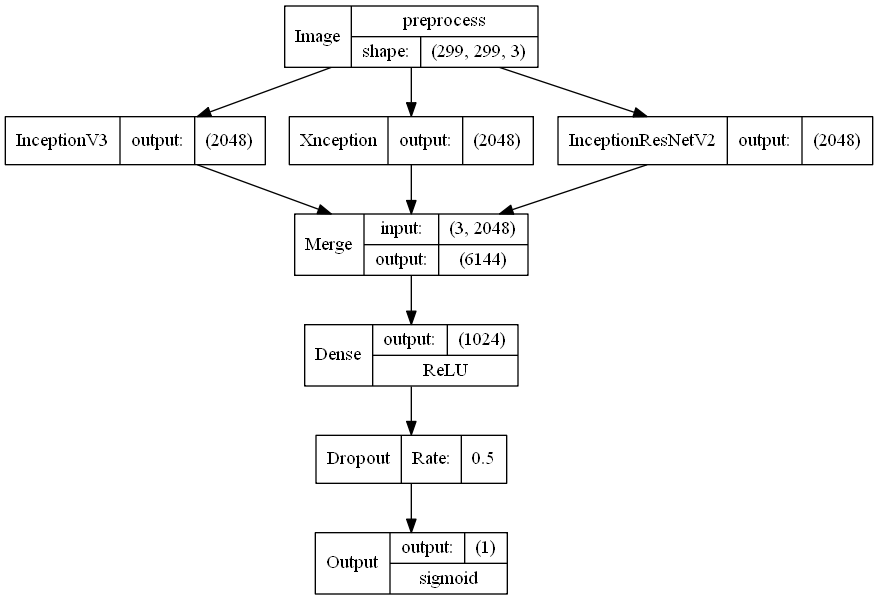 Image
preprocess
shape: (299, 299, 3)
InceptionV3 output: (2048)
Xnception output: (2048)
InceptionResNetV2 output: (2048)
Merge
input: (3, 2048)
output: (6144)
Dense
output: (1024)
ReLU
Dropout Rate: 0.5
Output
output: (1)
sigmoid